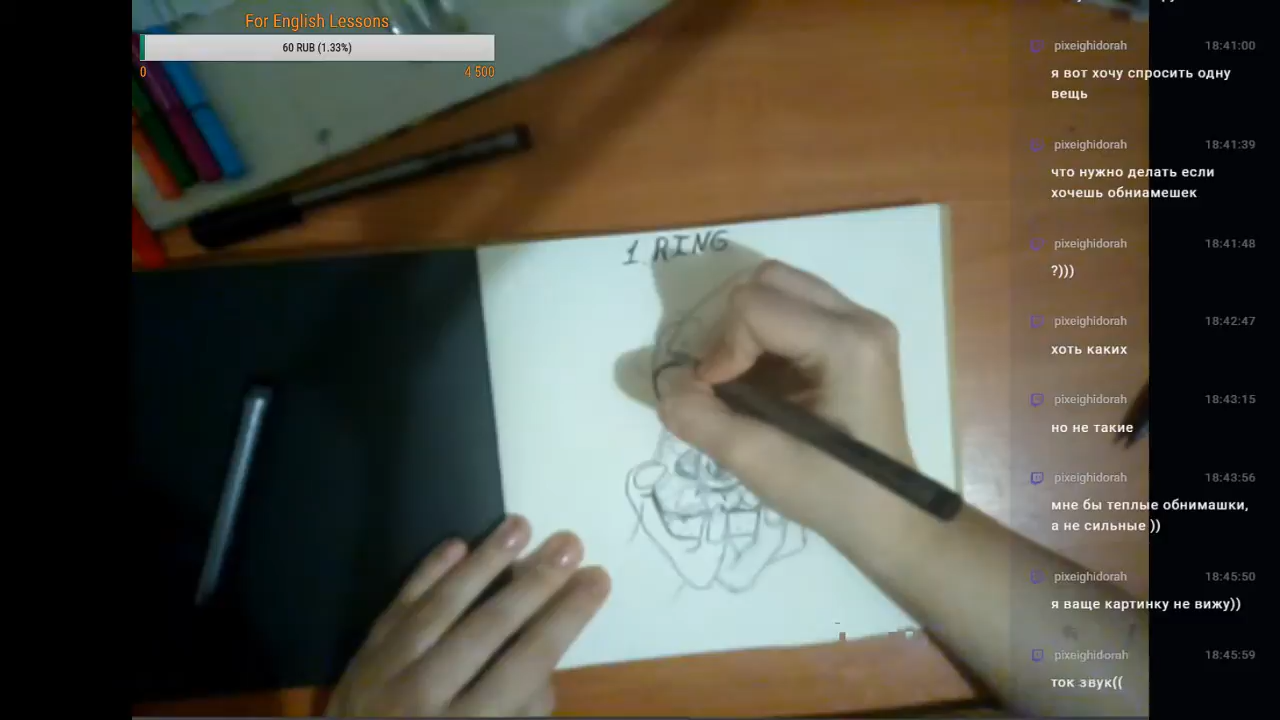 For English Lessons
60 RUB (1.33%)
0
4 500
1 RING
pixeighidorah 18:41:00
я вот хочу спросить одну
вещь
pixeighidorah 18:41:39
что нужно делать если
хочешь обниамешек
pixeighidorah 18:41:48
?)))
pixeighidorah 18:42:47
хоть каких
pixeighidorah 18:43:15
но не такие
pixeighidorah 18:43:56
мне бы теплые обнимашки,
а не сильные ))
pixeighidorah 18:45:50
я ваще картинку не вижу))
pixeighidorah 18:45:59
ток звук((